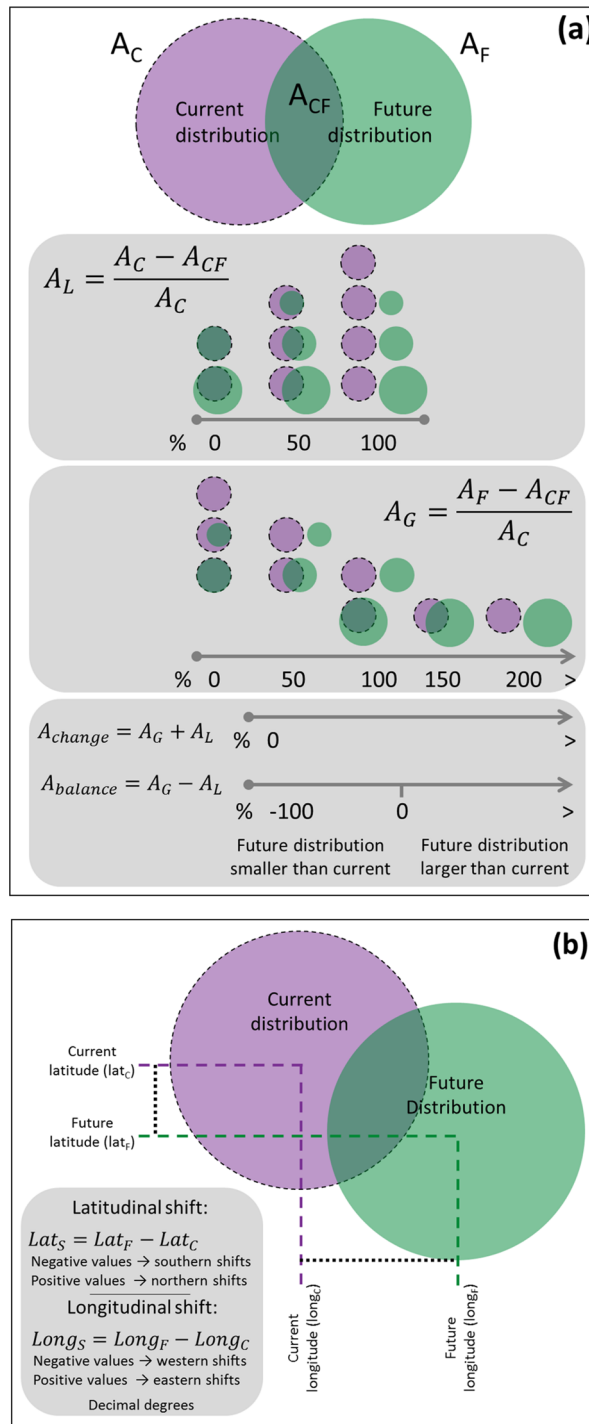 (a)
A_C
A_F
A_CF
Current distribution
Future distribution
A_L = (A_C − A_CF) / A_C
% 0 50 100
A_G = (A_F − A_CF) / A_C
% 0 50 100 150 200 >
A_change = A_G + A_L
% 0 >
A_balance = A_G − A_L
% -100 0 >
Future distribution
smaller than current
Future distribution
larger than current
(b)
Current
distribution
Current
latitude (lat_C)
Future
Distribution
Future
latitude (lat_F)
Latitudinal shift:
Lat_S = Lat_F − Lat_C
Negative values → southern shifts
Positive values → northern shifts
Longitudinal shift:
Long_S = Long_F − Long_C
Negative values → western shifts
Positive values → eastern shifts
Decimal degrees
Current
longitude (long_C)
Future
longitude (long_F)